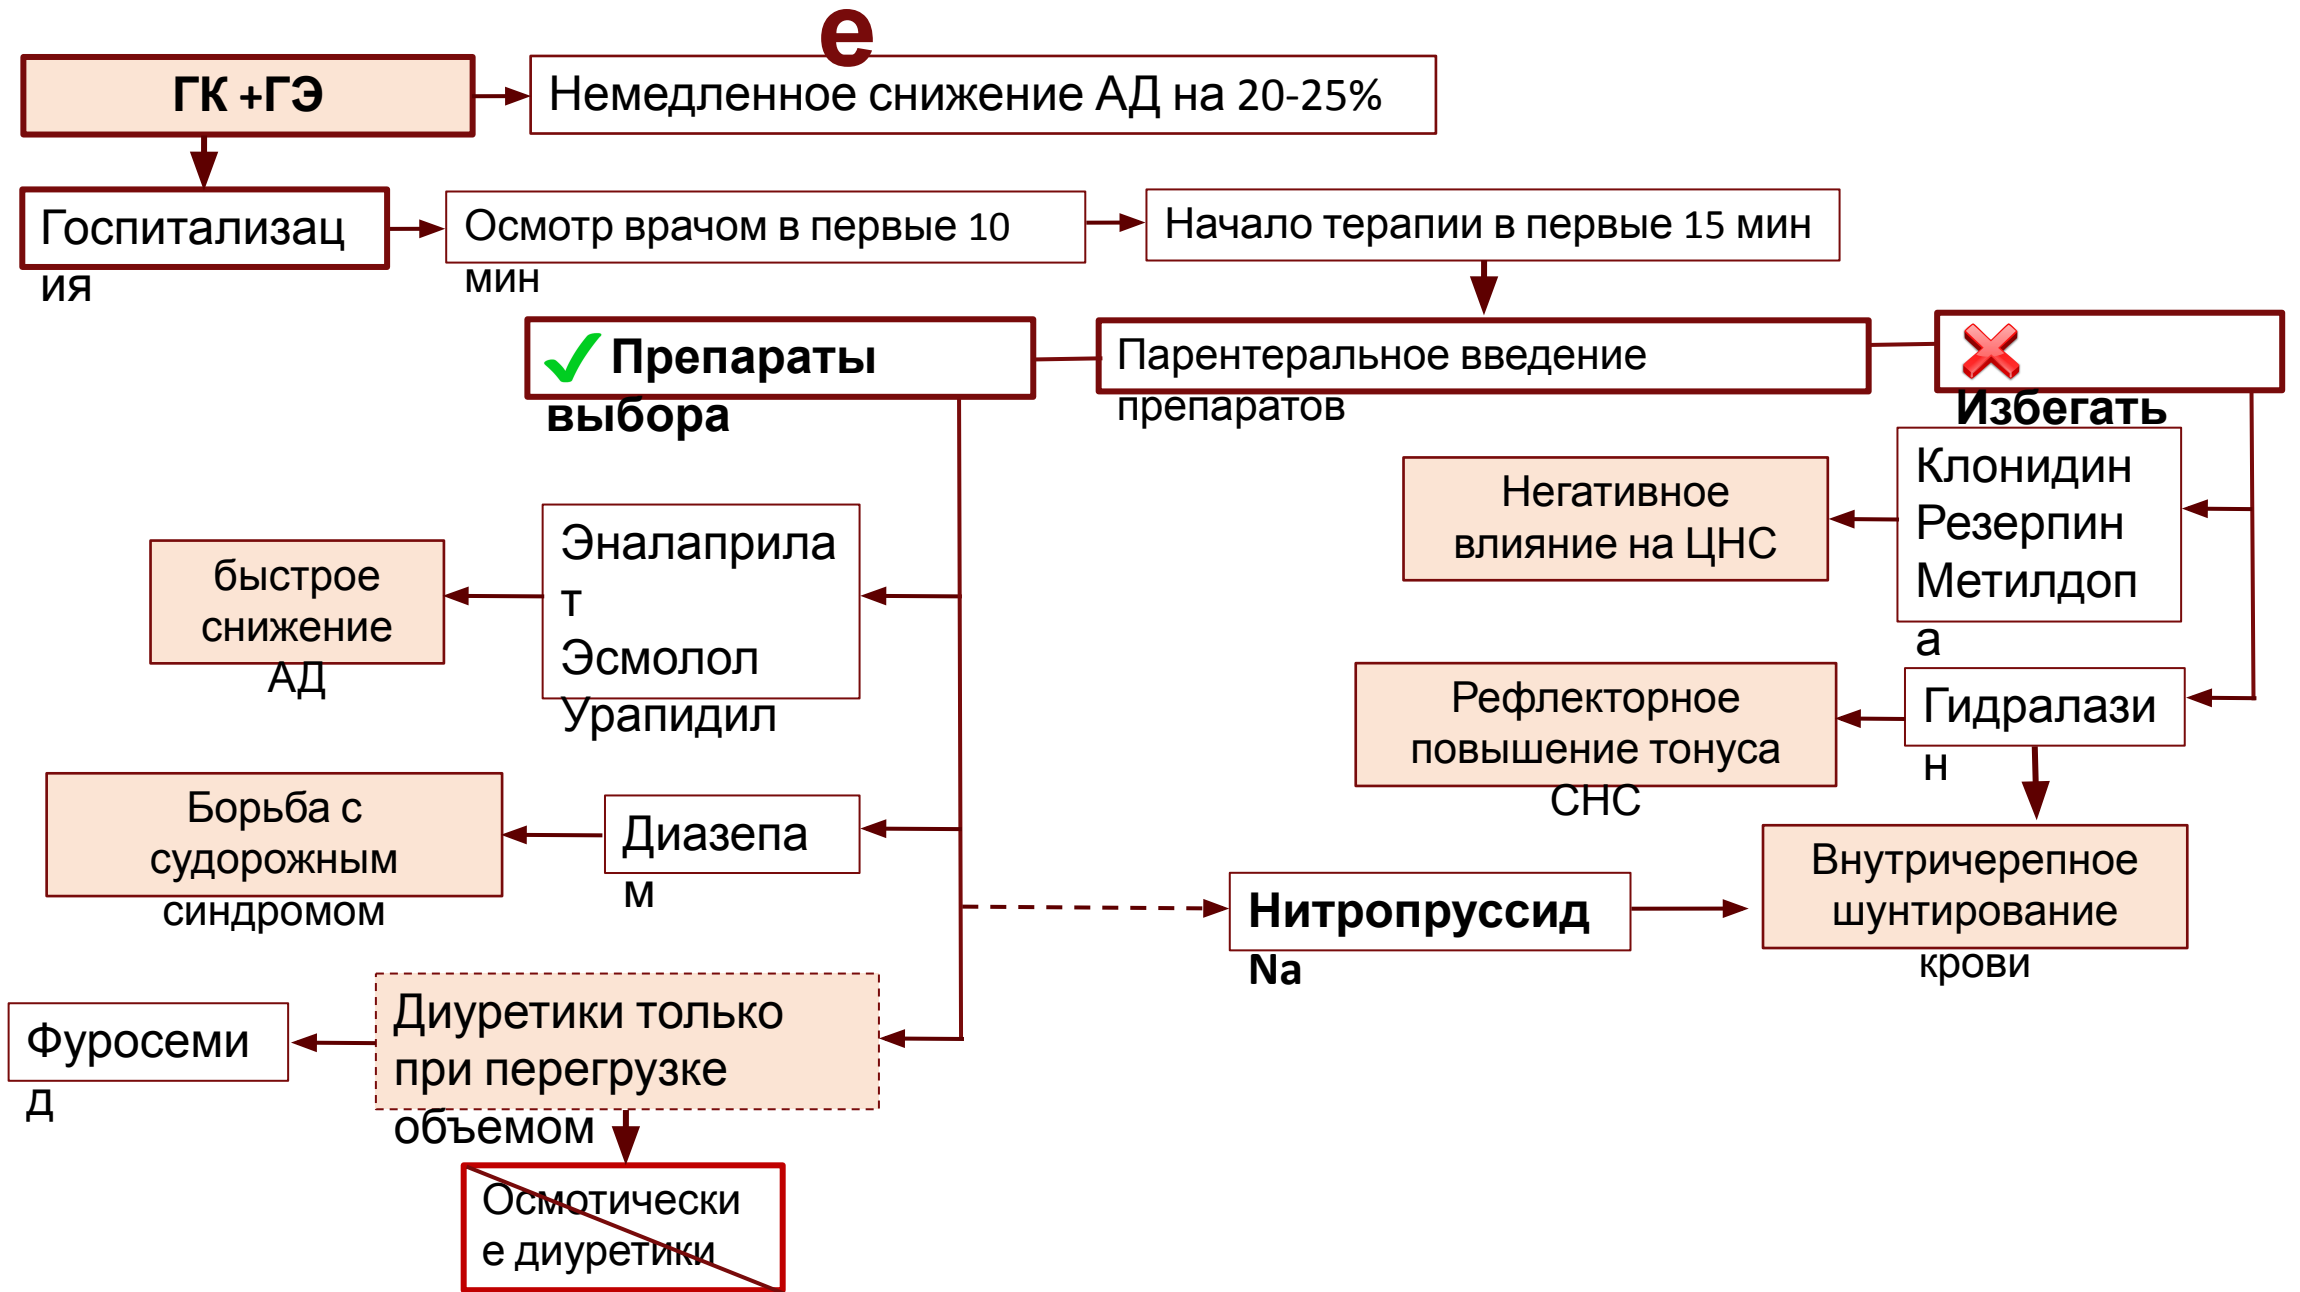 е
ГК +ГЭ
Немедленное снижение АД на 20-25%
Госпитализац
ия
Осмотр врачом в первые 10
мин
Начало терапии в первые 15 мин
Препараты
выбора
Парентеральное введение
препаратов
Избегать
Клонидин
Резерпин
Метилдоп
а
Негативное
влияние на ЦНС
Эналаприла
т
Эсмолол
Урапидил
быстрое
снижение
АД
Гидралази
н
Рефлекторное
повышение тонуса
СНС
Борьба с
судорожным
синдромом
Диазепа
м
Внутричерепное
шунтирование
крови
Нитропруссид
Na
Диуретики только
при перегрузке
объемом
Фуросеми
д
Осмотически
е диуретики